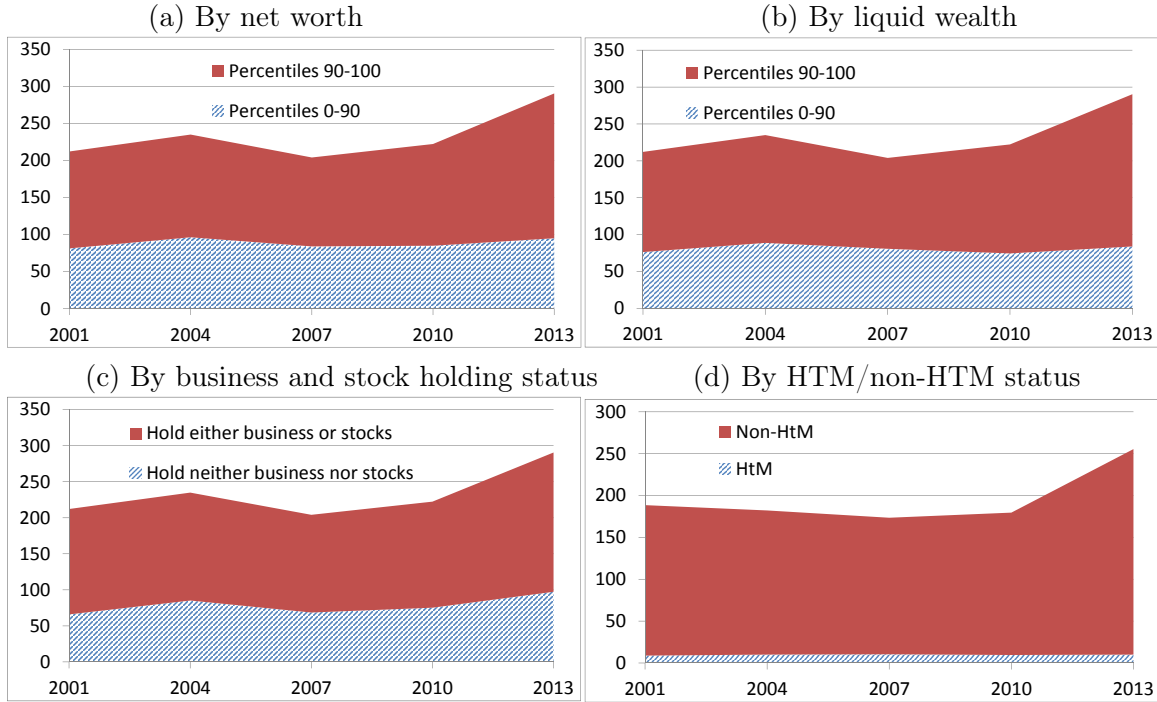 (a) By net worth
350
300
250
200
150
100
50
0
Percentiles 90-100
Percentiles 0-90
2001 2004 2007 2010 2013
(b) By liquid wealth
350
300
250
200
150
100
50
0
Percentiles 90-100
Percentiles 0-90
2001 2004 2007 2010 2013
(c) By business and stock holding status
350
300
250
200
150
100
50
0
Hold either business or stocks
Hold neither business nor stocks
2001 2004 2007 2010 2013
(d) By HTM/non-HTM status
300
250
200
150
100
50
0
Non-HtM
HtM
2001 2004 2007 2010 2013